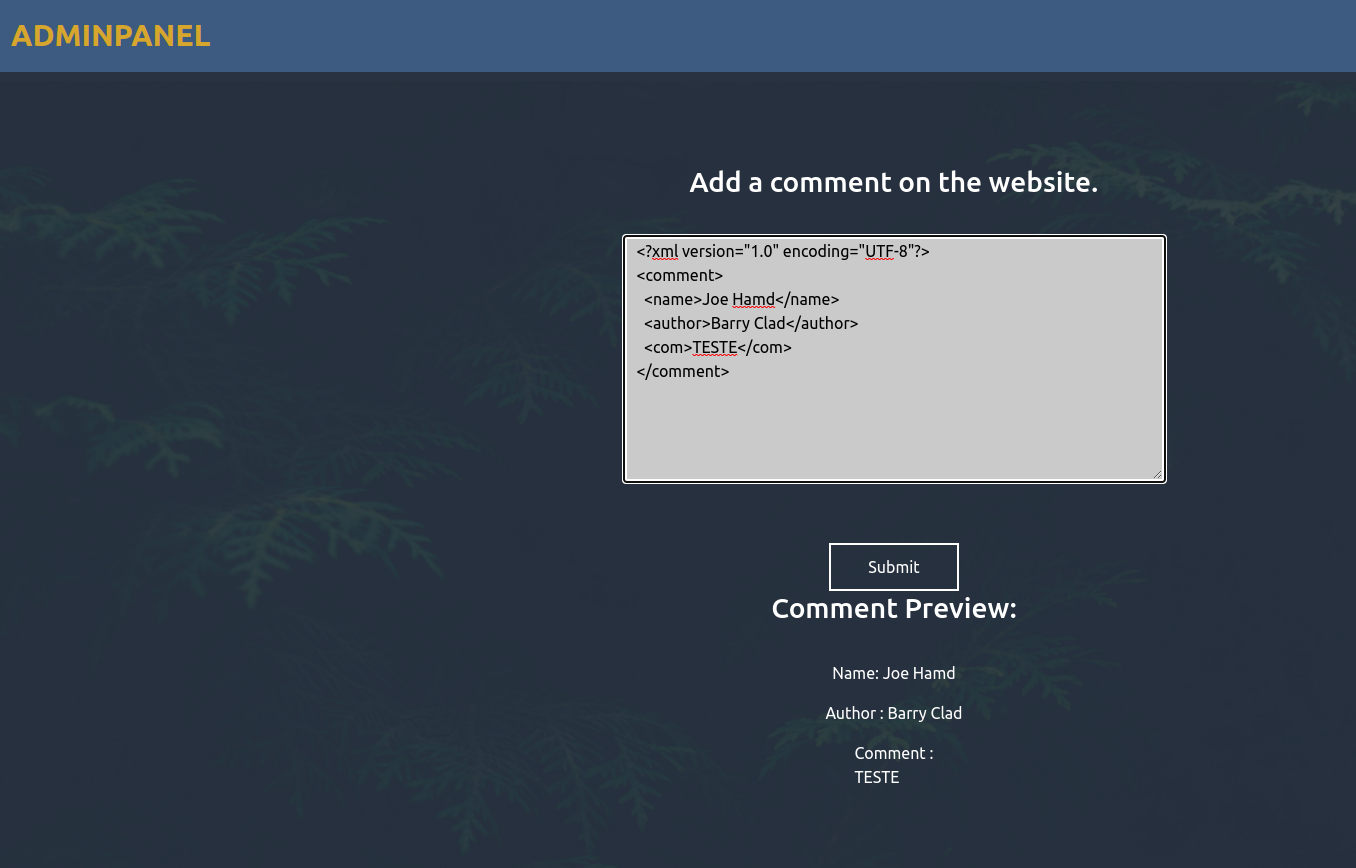 ADMINPANEL
Add a comment on the website.
<?xml version="1.0" encoding="UTF-8"?>
<comment>
  <name>Joe Hamd</name>
  <author>Barry Clad</author>
  <com>TESTE</com>
</comment>
Submit
Comment Preview:
Name: Joe Hamd
Author : Barry Clad
Comment :
TESTE